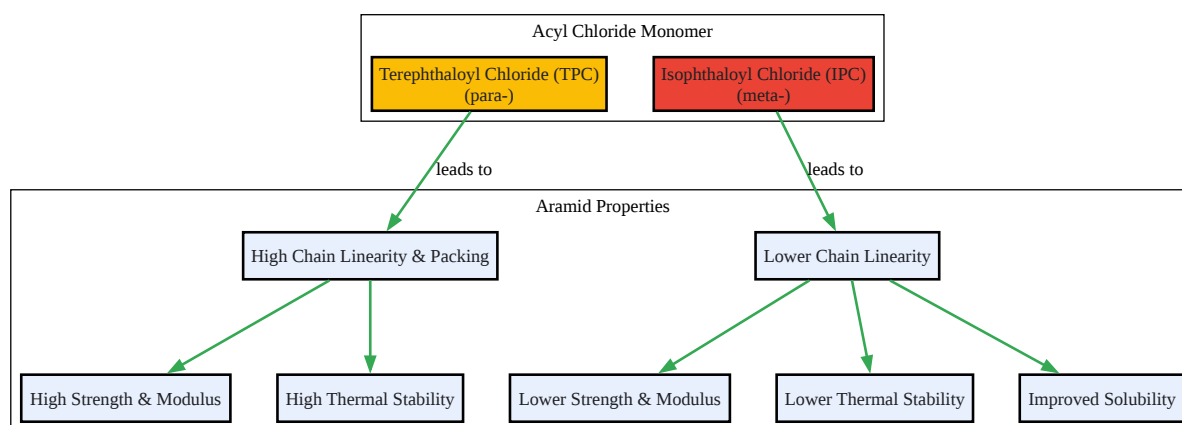 Acyl Chloride Monomer
Terephthaloyl Chloride (TPC)
(para-)
Isophthaloyl Chloride (IPC)
(meta-)
leads to
leads to
Aramid Properties
High Chain Linearity & Packing
Lower Chain Linearity
High Strength & Modulus
High Thermal Stability
Lower Strength & Modulus
Lower Thermal Stability
Improved Solubility